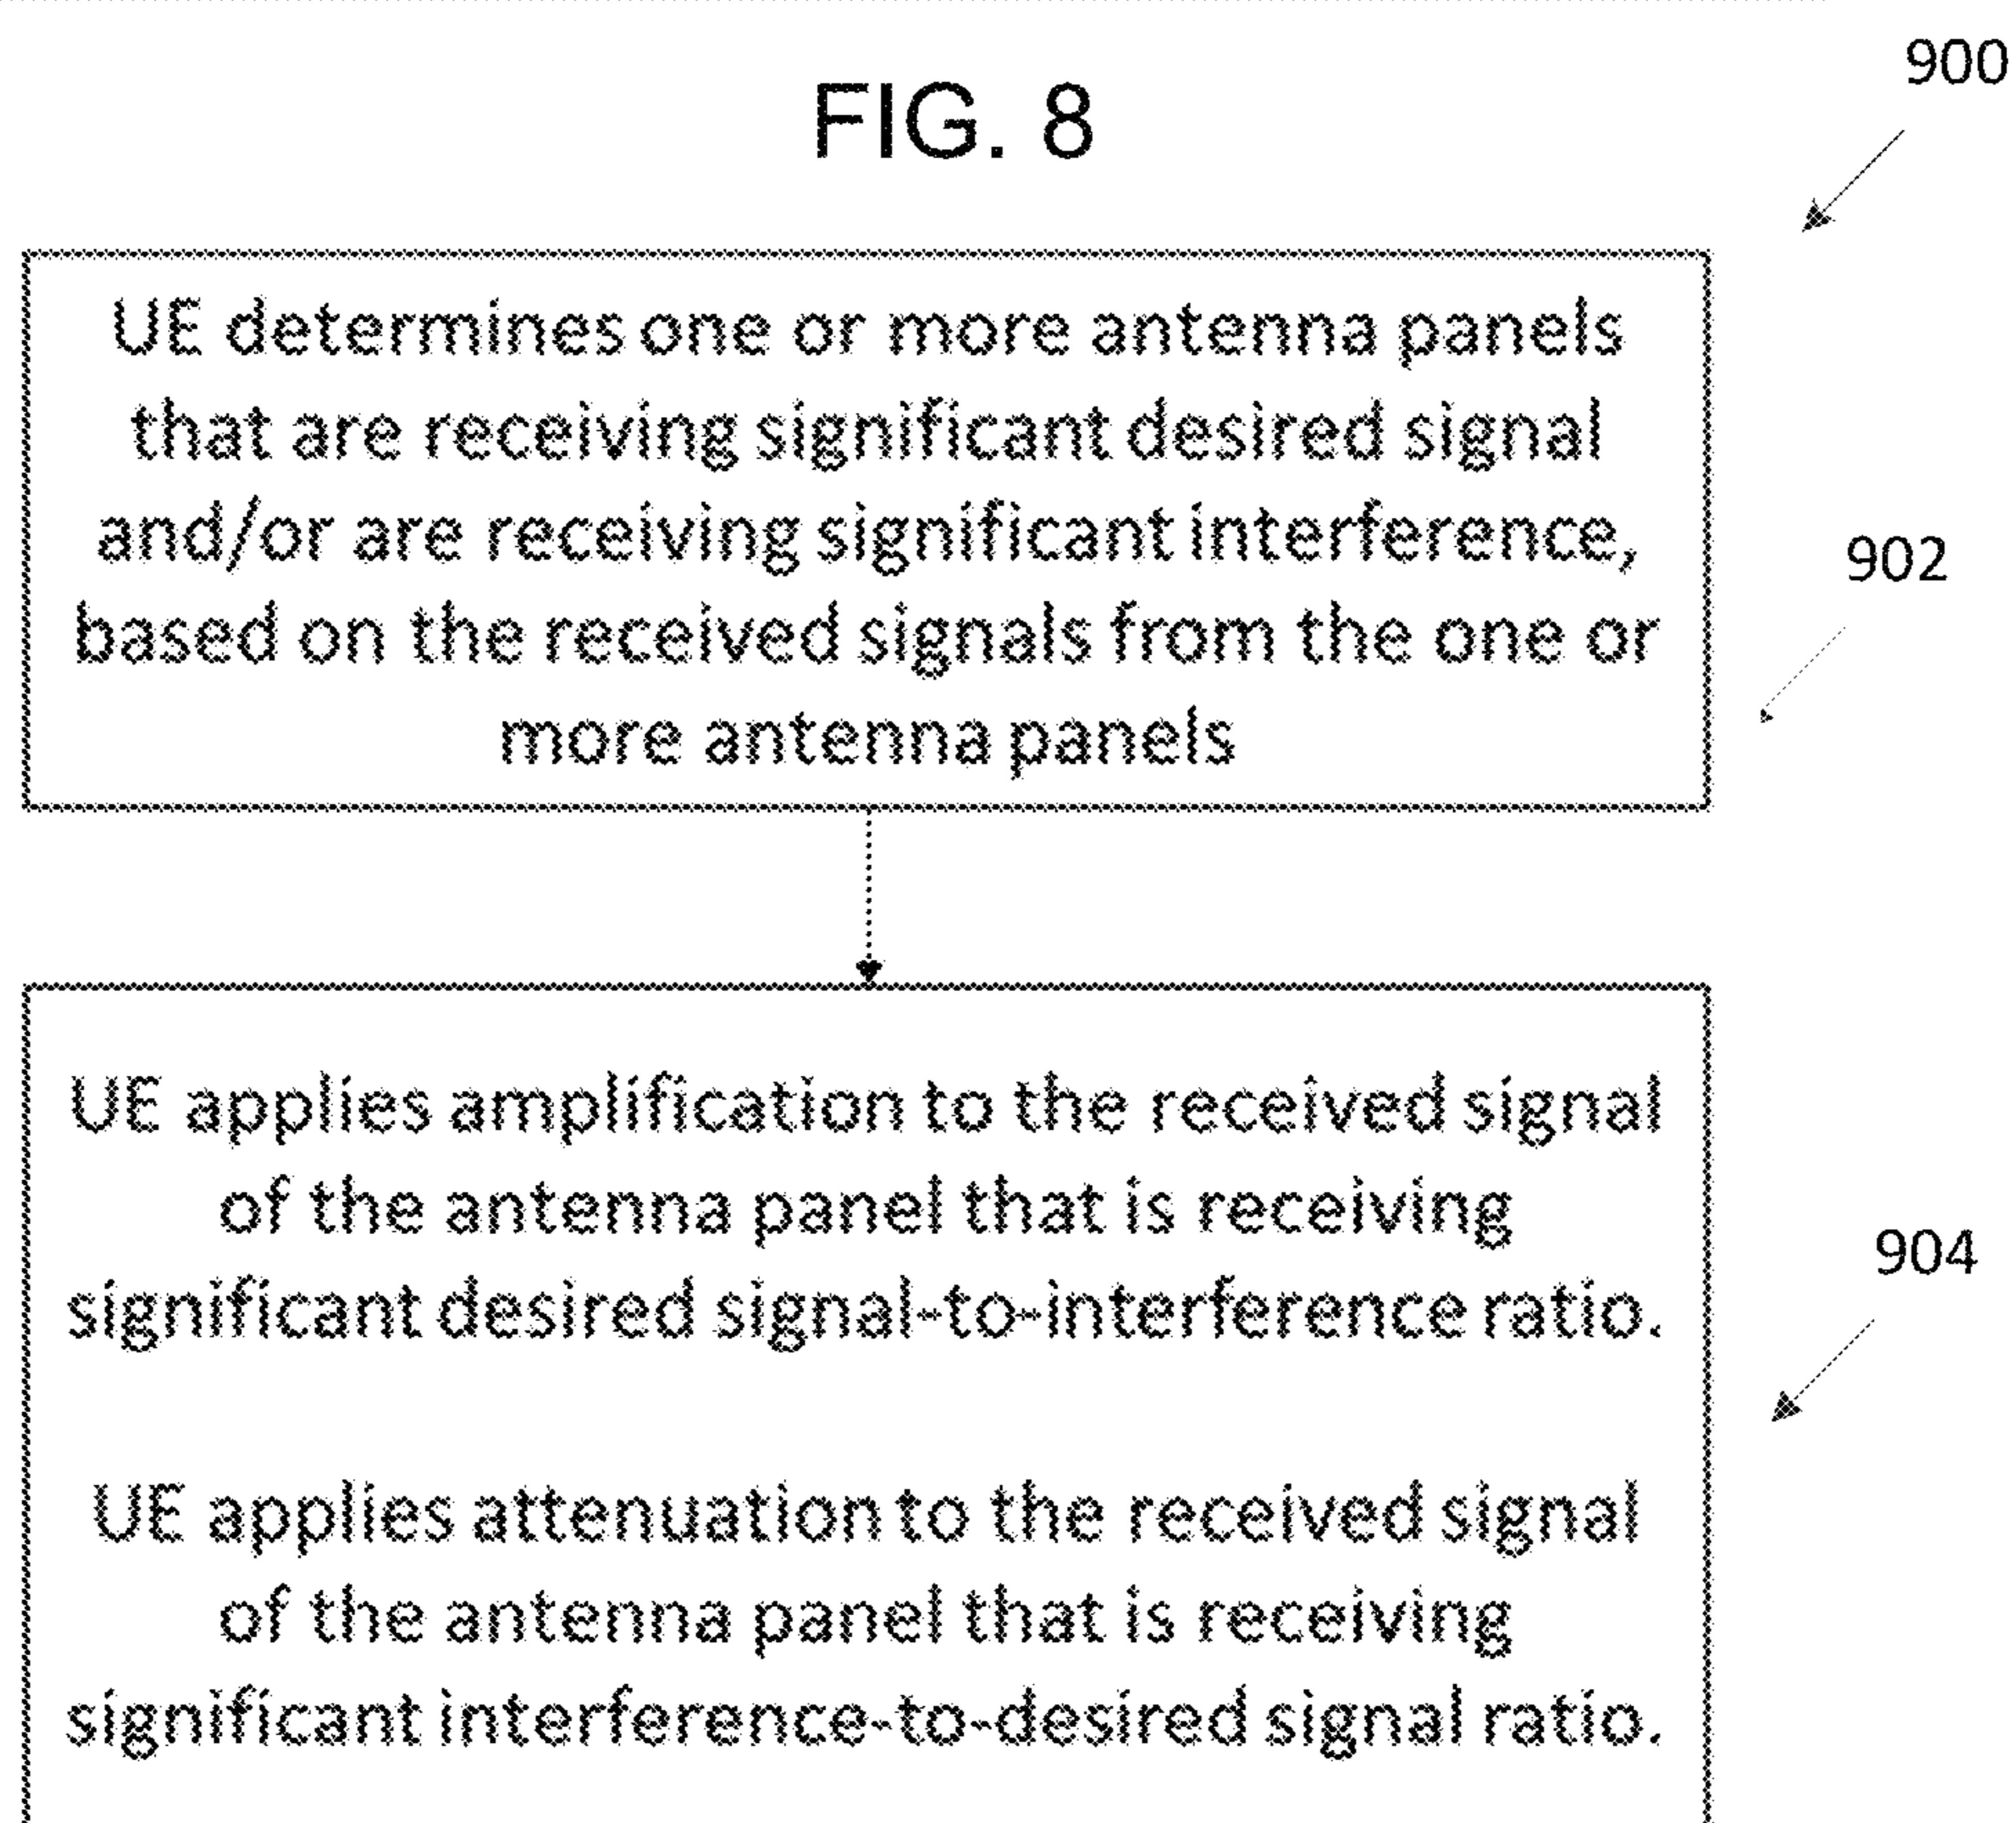 900
FIG. 8
UE determines one or more antenna panels
that are receiving significant desired signal
and/or are receiving significant interference,
based on the received signals from the one or
more antenna panels
902
UE applies amplification to the received signal
of the antenna panel that is receiving
significant desired signal-to-interference ratio.
904
UE applies attenuation to the received signal
of the antenna panel that is receiving
significant interference-to-desired signal ratio.